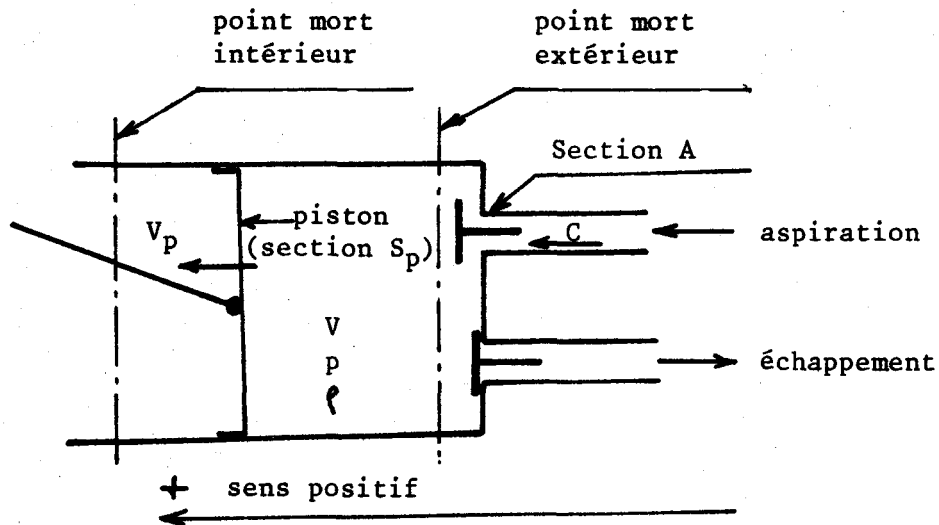 point mort
intérieur
point mort
extérieur
Section A
piston
(section Sp)
Vp
C
aspiration
V
p
ρ
échappement
+ sens positif